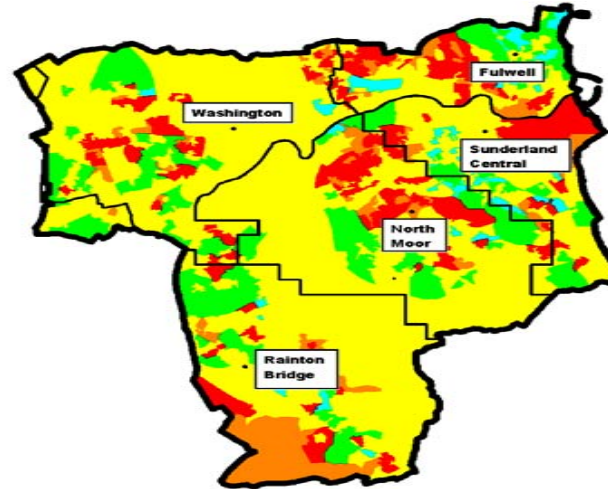 Fulwell
Washington
Sunderland
Central
North
Moor
Rainton
Bridge